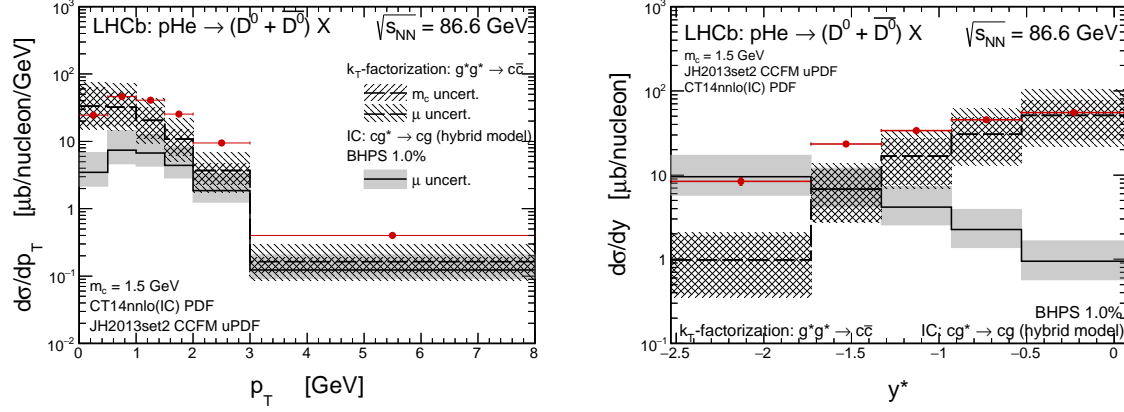 LHCb: pHe → (D⁰ + D̅⁰) X √s_NN = 86.6 GeV
k_T-factorization: g*g* → cc̅
m_c uncert.
μ uncert.
IC: cg* → cg (hybrid model)
BHPS 1.0%
μ uncert.
m_c = 1.5 GeV
CT14nnlo(IC) PDF
JH2013set2 CCFM uPDF
dσ/dp_T [μb/nucleon/GeV]
10³
10²
10
1
10⁻¹
10⁻²
0 1 2 3 4 5 6 7 8
p_T [GeV]
LHCb: pHe → (D⁰ + D̅⁰) X √s_NN = 86.6 GeV
m_c = 1.5 GeV
JH2013set2 CCFM uPDF
CT14nnlo(IC) PDF
BHPS 1.0%
k_T-factorization: g*g* → cc̅ IC: cg* → cg (hybrid model)
dσ/dy [μb/nucleon]
10³
10²
10
1
10⁻¹
−2.5 −2 −1.5 −1 −0.5 0
y*